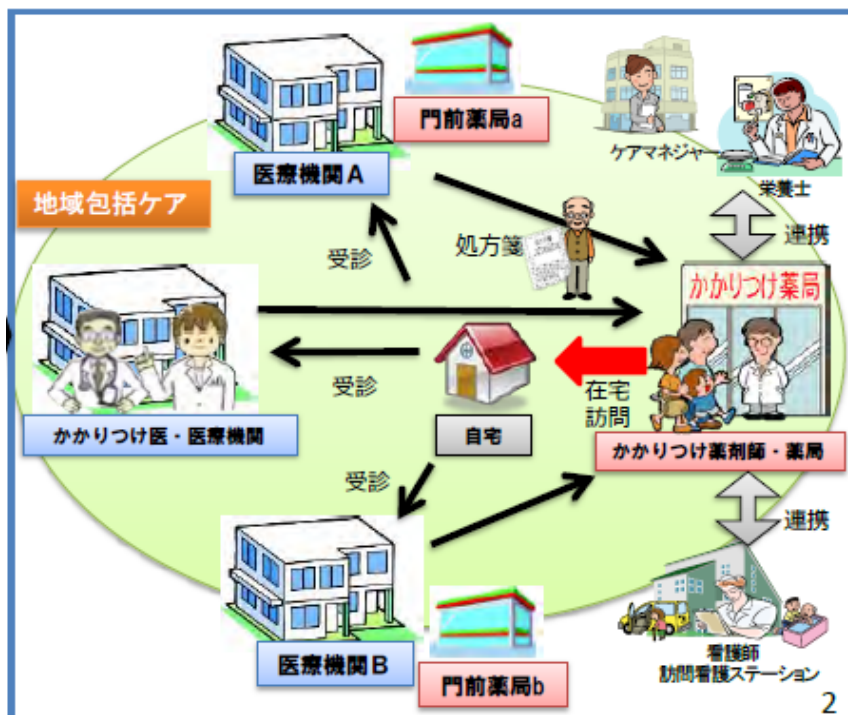 門前薬局a
医療機関A
ケアマネジャー
栄養士
地域包括ケア
受診
処方箋
連携
かかりつけ薬局
受診
在宅
訪問
かかりつけ医・医療機関
自宅
かかりつけ薬剤師・薬局
受診
連携
医療機関B
門前薬局b
看護師
訪問看護ステーション
2